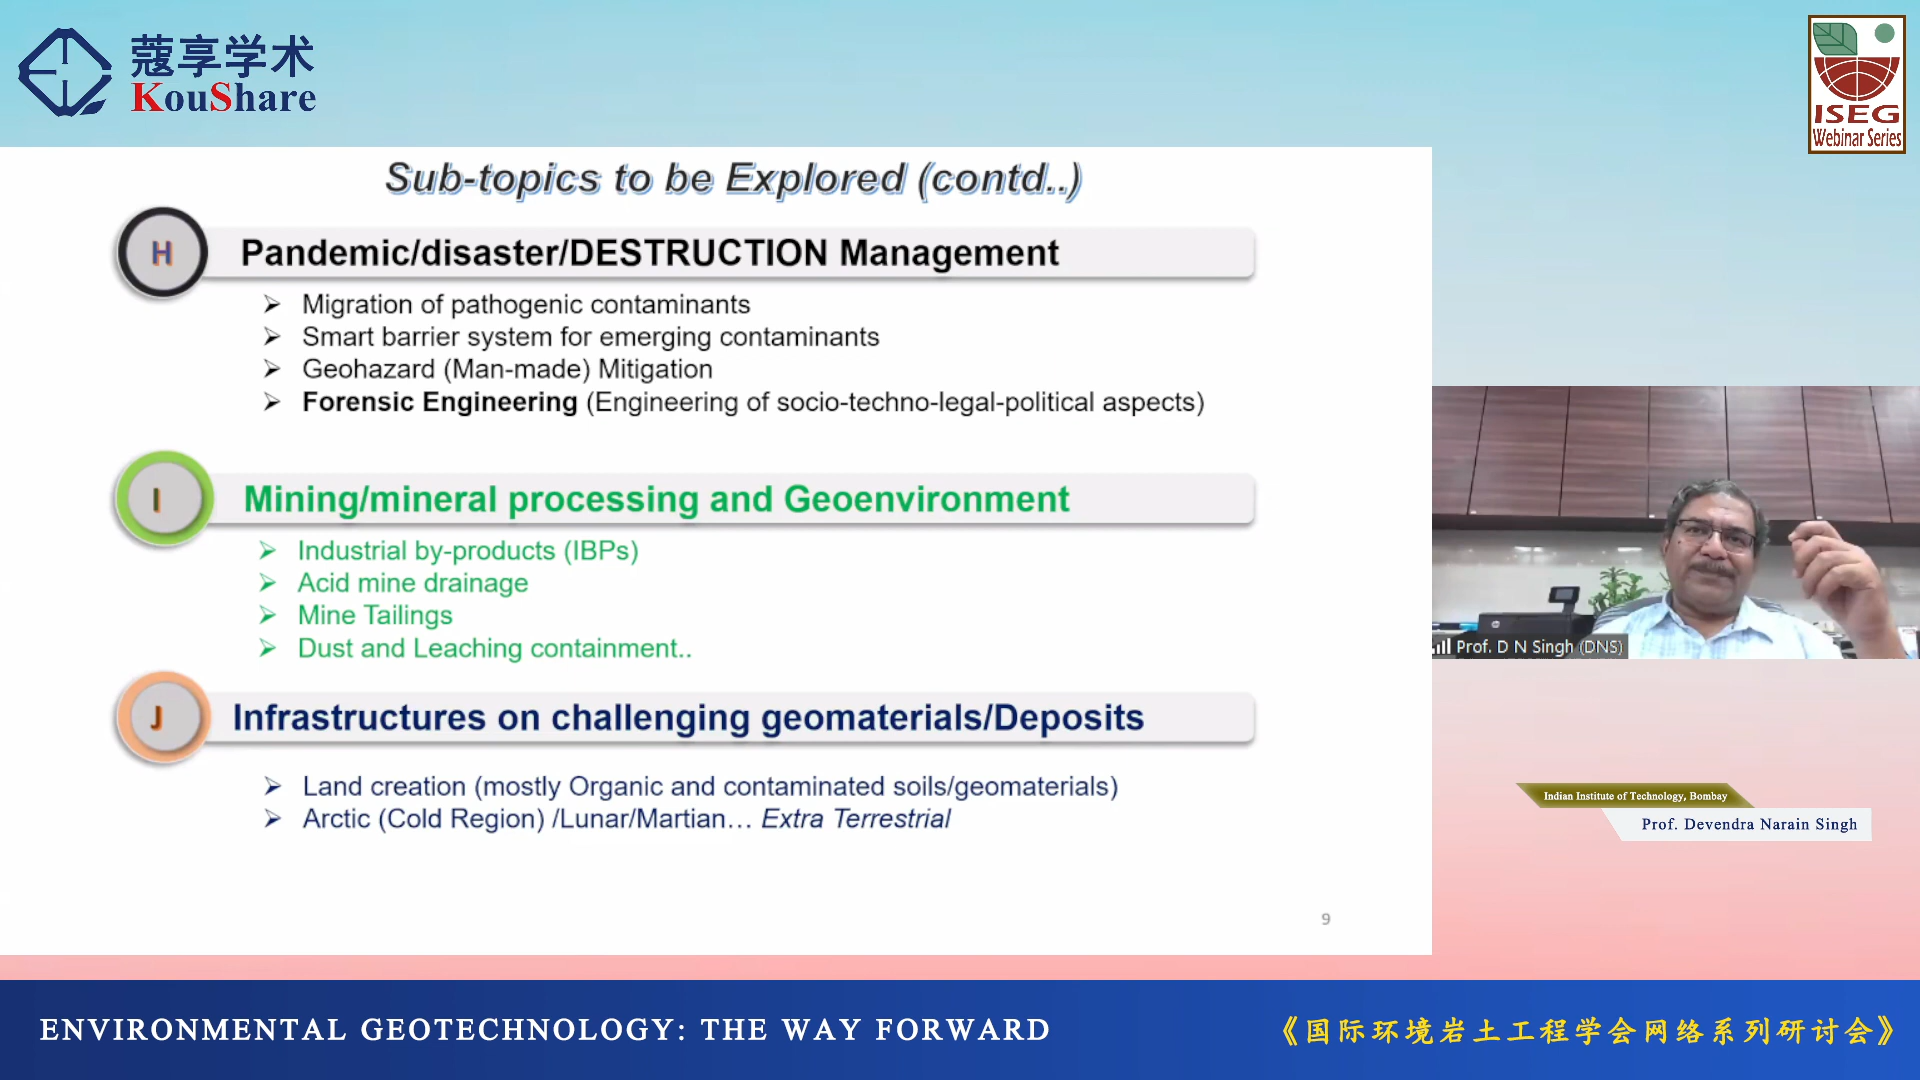 蔻享学术
KouShare
ISEG
Webinar Series
Sub-topics to be Explored (contd..)
H
Pandemic/disaster/DESTRUCTION Management
Migration of pathogenic contaminants
Smart barrier system for emerging contaminants
Geohazard (Man-made) Mitigation
Forensic Engineering (Engineering of socio-techno-legal-political aspects)
I
Mining/mineral processing and Geoenvironment
Industrial by-products (IBPs)
Acid mine drainage
Mine Tailings
Dust and Leaching containment..
J
Infrastructures on challenging geomaterials/Deposits
Land creation (mostly Organic and contaminated soils/geomaterials)
Arctic (Cold Region) /Lunar/Martian… Extra Terrestrial
9
Prof. D N Singh (DNS)
Indian Institute of Technology, Bombay
Prof. Devendra Narain Singh
ENVIRONMENTAL GEOTECHNOLOGY: THE WAY FORWARD
《国际环境岩土工程学会网络系列研讨会》